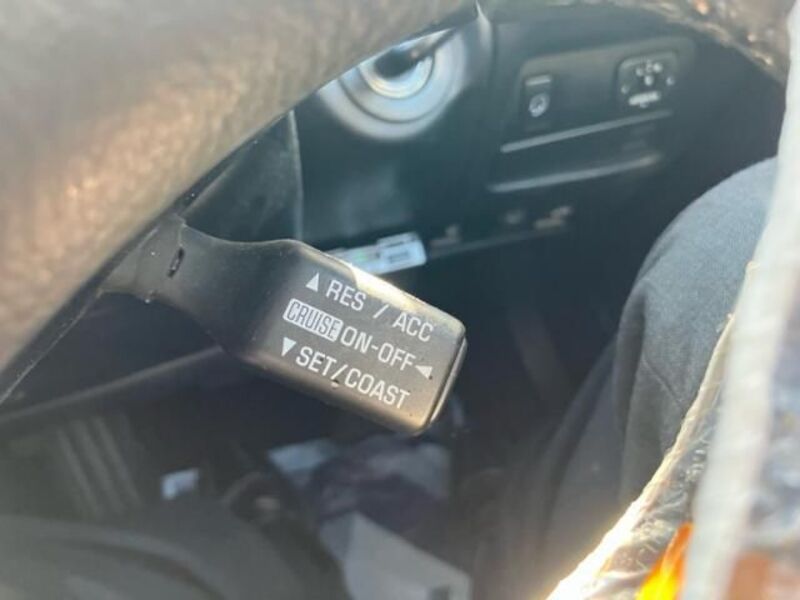 ▲ RES / ACC
CRUISE ON-OFF ◀
▼ SET/COAST